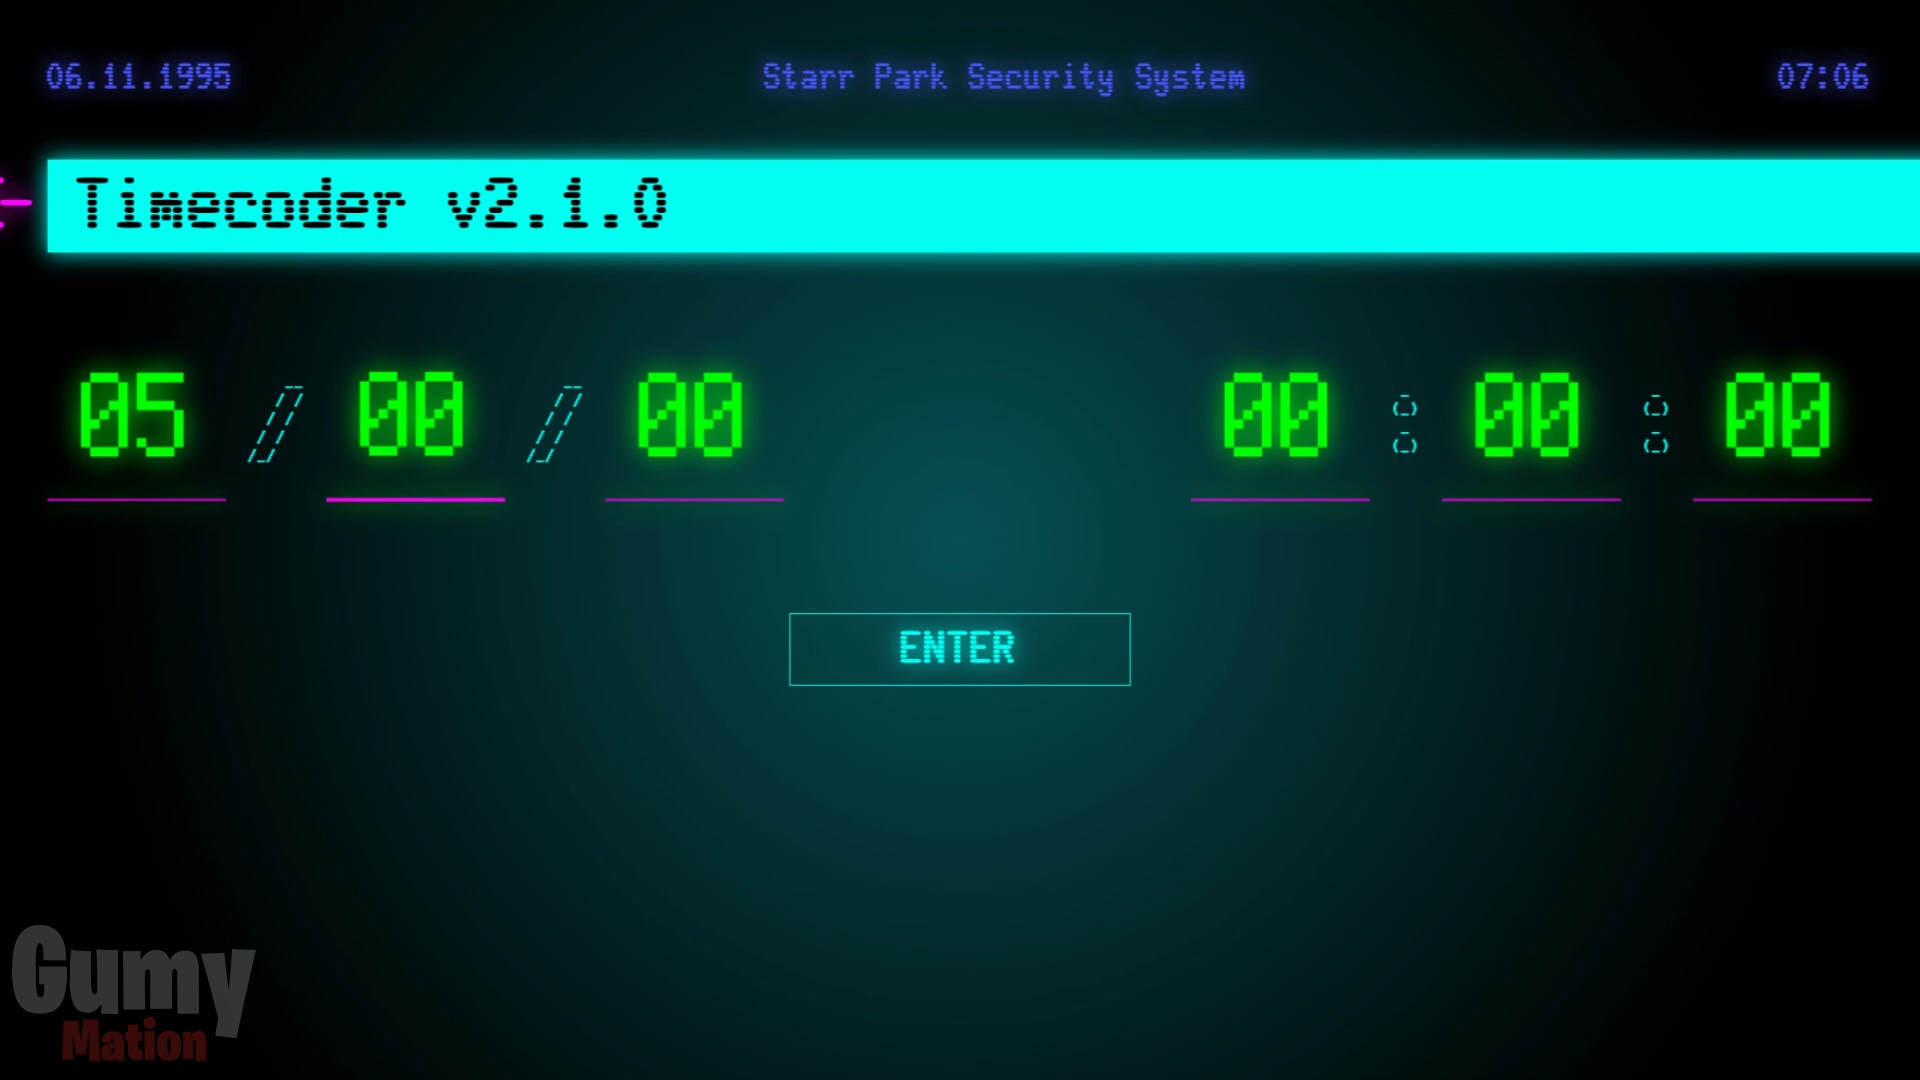 06.11.1995 Starr Park Security System 07:06
Timecoder v2.1.0
05 // 00 // 00 00 : 00 : 00
ENTER
Gumy
Mation